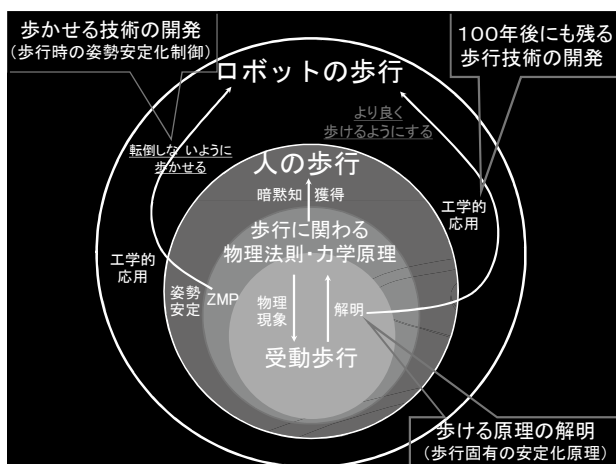 歩かせる技術の開発
(歩行時の姿勢安定化制御)
100年後にも残る
歩行技術の開発
ロボットの歩行
より良く
歩けるようにする
転倒しないように
歩かせる
人の歩行
暗黙知 獲得
工学的
応用
歩行に関わる
物理法則・力学原理
工学的
応用
姿勢
安定
ZMP
物理
現象
解明
受動歩行
歩ける原理の解明
(歩行固有の安定化原理)